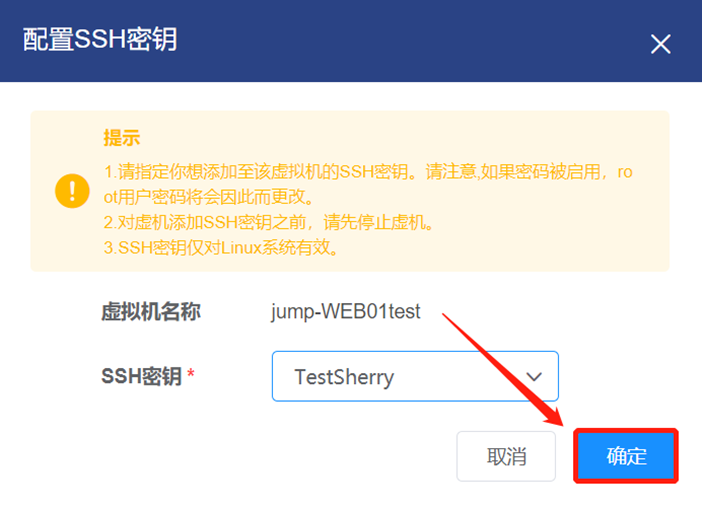 配置SSH密钥
提示
1.请指定你想添加至该虚拟机的SSH密钥。请注意,如果密码被启用，ro
ot用户密码将会因此而更改。
2.对虚机添加SSH密钥之前，请先停止虚机。
3.SSH密钥仅对Linux系统有效。
虚拟机名称 jump-WEB01test
SSH密钥 * TestSherry
取消 确定